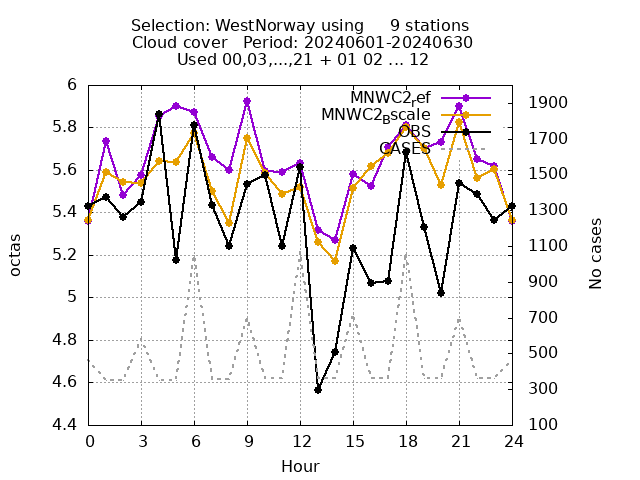 Selection: WestNorway using 9 stations
Cloud cover Period: 20240601-20240630
Used 00,03,...,21 + 01 02 ... 12
MNWC2ref
MNWC2Bscale
OBS
CASES
octas
6
5.8
5.6
5.4
5.2
5
4.8
4.6
4.4
1900
1700
1500
1300
1100
900
700
500
300
100
No cases
0 3 6 9 12 15 18 21 24
Hour